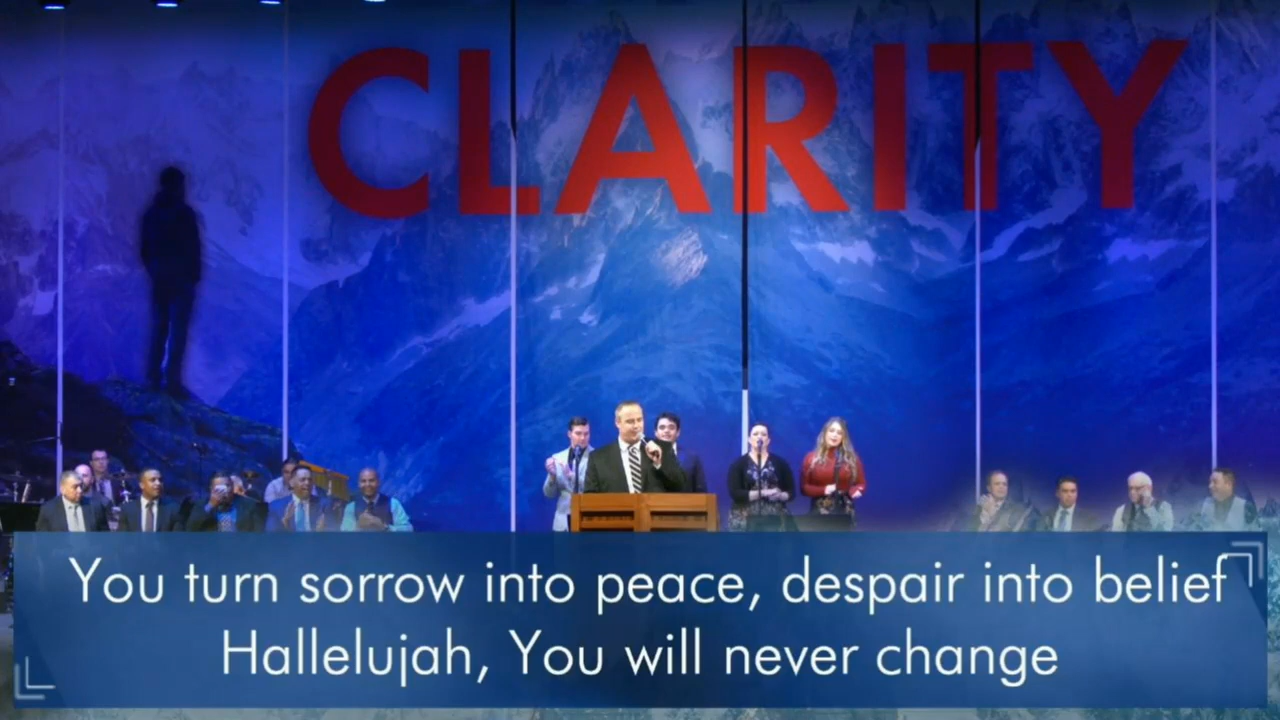 CLARITY
You turn sorrow into peace, despair into belief
Hallelujah, You will never change